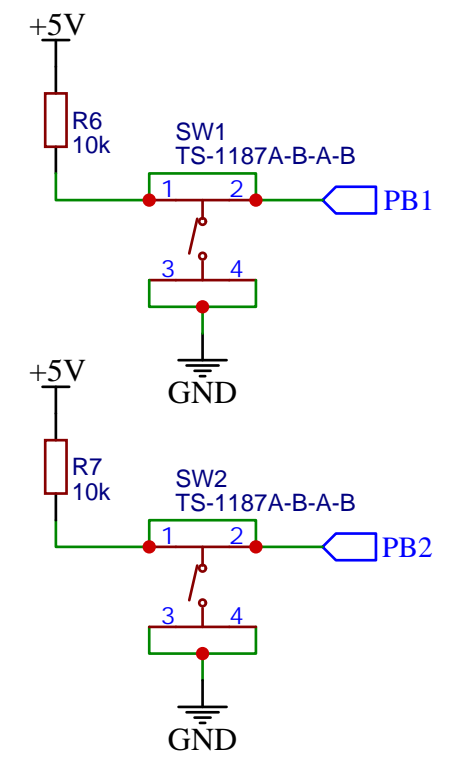 +5V
R6
10k
SW1
TS-1187A-B-A-B
1 2
PB1
3 4
GND
+5V
R7
10k
SW2
TS-1187A-B-A-B
1 2
PB2
3 4
GND